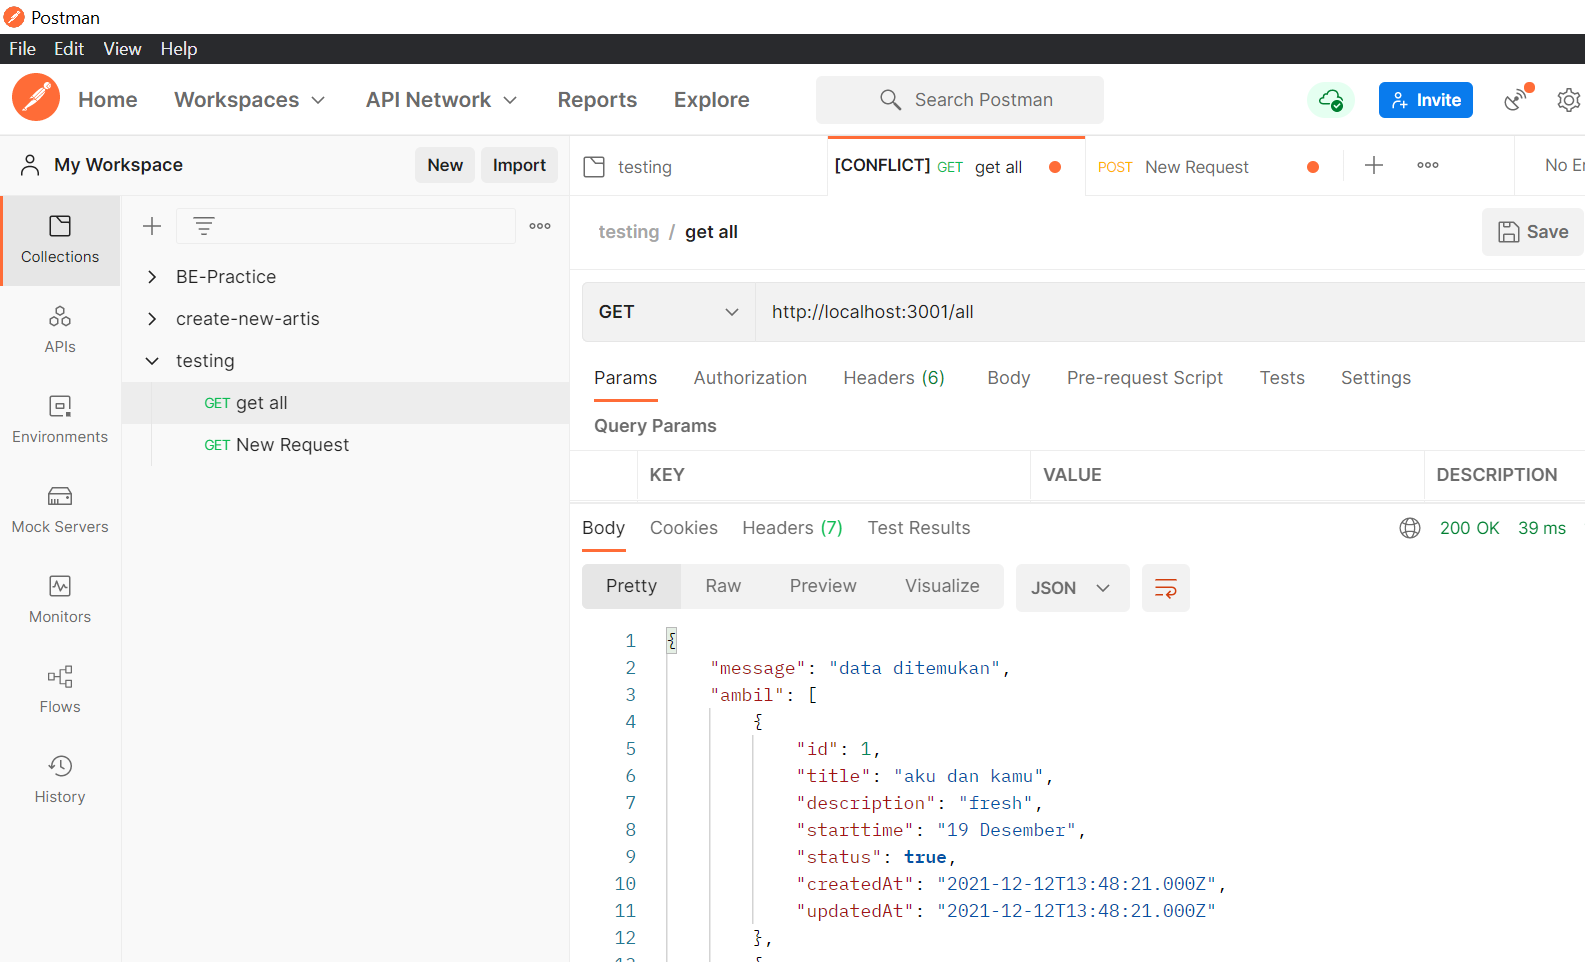 Postman
File Edit View Help
Home Workspaces API Network Reports Explore Search Postman Invite
My Workspace New Import
testing [CONFLICT] GET get all POST New Request No
testing / get all Save
Collections
APIs
Environments
Mock Servers
Monitors
Flows
History
BE-Practice
create-new-artis
testing
GET get all
GET New Request
GET http://localhost:3001/all
Params Authorization Headers (6) Body Pre-request Script Tests Settings
Query Params
KEY VALUE DESCRIPTION
Body Cookies Headers (7) Test Results 200 OK 39 ms
Pretty Raw Preview Visualize JSON
1 {
2 "message": "data ditemukan",
3 "ambil": [
4 {
5 "id": 1,
6 "title": "aku dan kamu",
7 "description": "fresh",
8 "starttime": "19 Desember",
9 "status": true,
10 "createdAt": "2021-12-12T13:48:21.000Z",
11 "updatedAt": "2021-12-12T13:48:21.000Z"
12 },